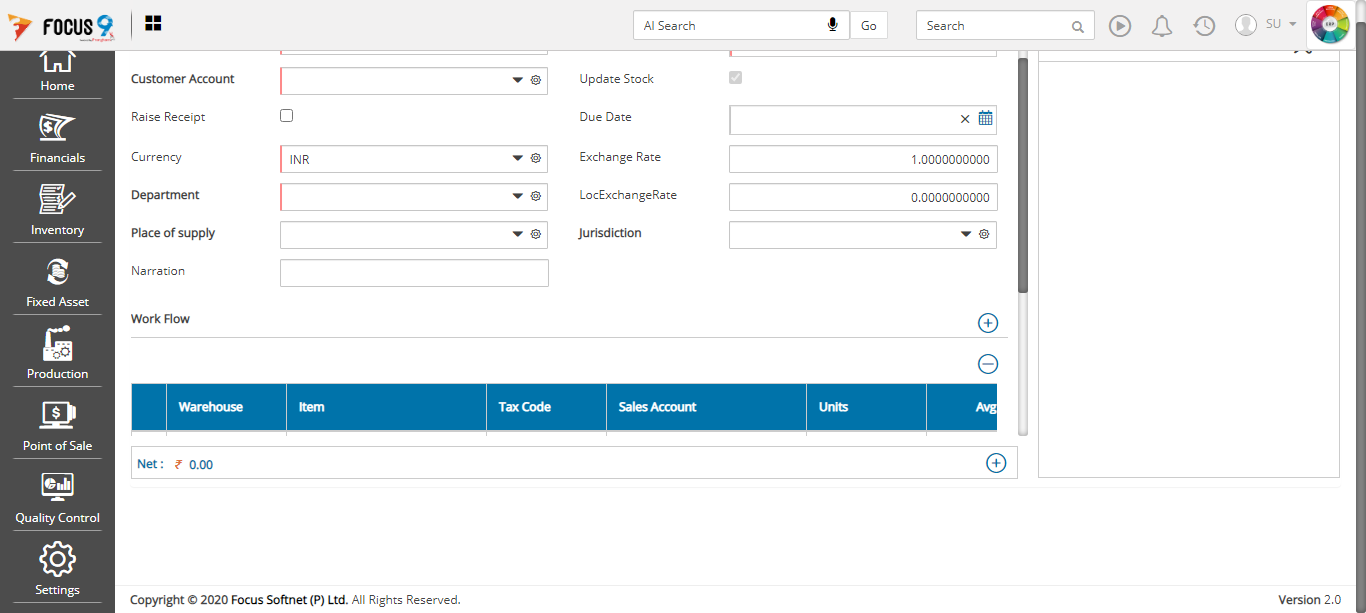 FOCUS 9
AI Search
Go
Search
SU
ERP
Home
Financials
Inventory
Fixed Asset
Production
Point of Sale
Quality Control
Settings
Customer Account
Update Stock
Raise Receipt
Due Date
Currency INR
Exchange Rate 1.0000000000
Department
LocExchangeRate 0.0000000000
Place of supply
Jurisdiction
Narration
Work Flow
Warehouse Item Tax Code Sales Account Units Avg
Net : ₹ 0.00
Copyright © 2020 Focus Softnet (P) Ltd. All Rights Reserved.
Version 2.0